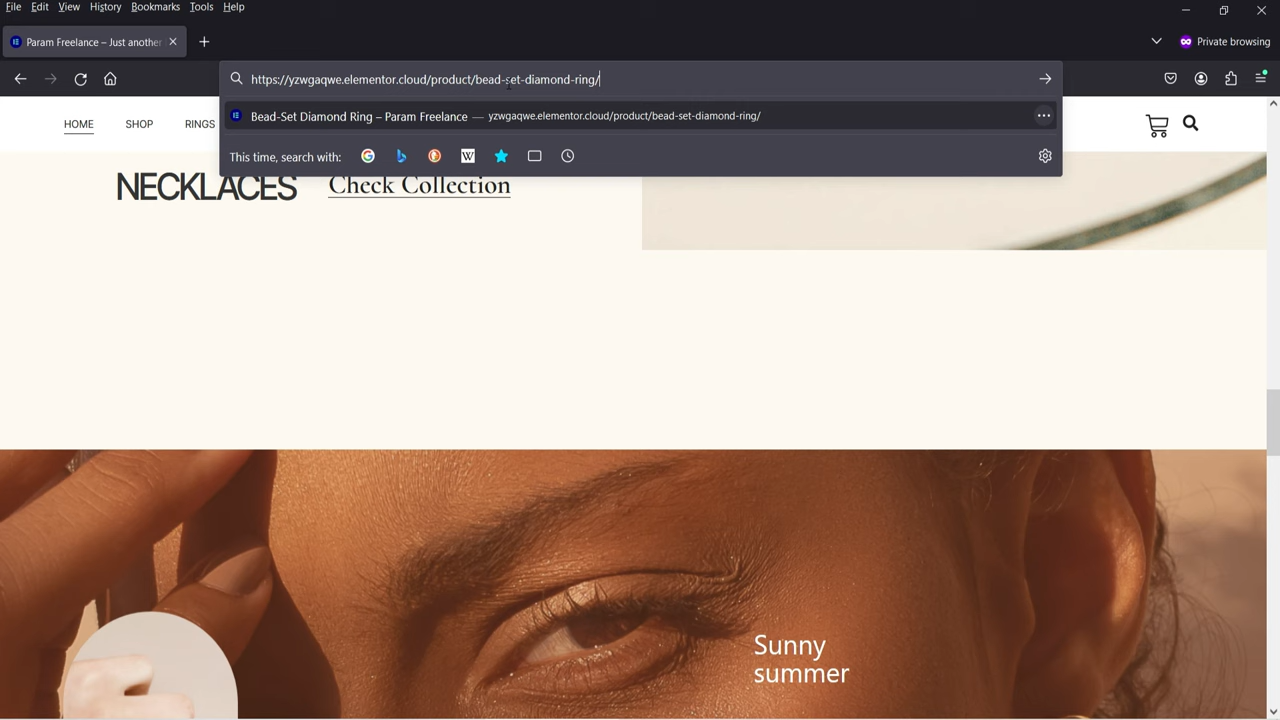 File Edit View History Bookmarks Tools Help
Param Freelance – Just another
Private browsing
https://yzwgaqwe.elementor.cloud/product/bead-set-diamond-ring/
Bead-Set Diamond Ring – Param Freelance — yzwgaqwe.elementor.cloud/product/bead-set-diamond-ring/
This time, search with:
HOME SHOP RINGS
NECKLACES Check Collection
Sunny
summer